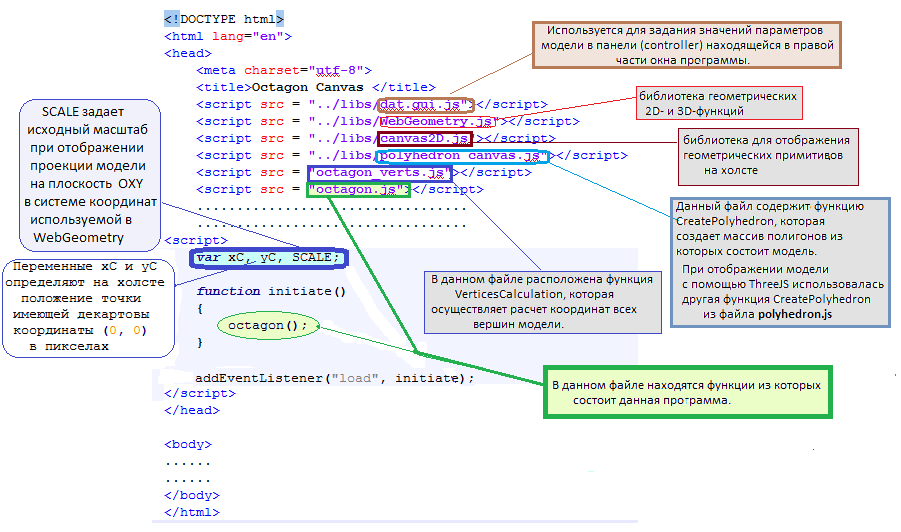 <!DOCTYPE html>
<html lang="en">
<head>
<meta charset="utf-8">
<title>Octagon Canvas </title>
<script src = "../libs/dat.gui.js"></script>
<script src = "../libs/WebGeometry.js"></script>
<script src = "../libs/canvas2D.js"></script>
<script src = "../libs/polyhedron_canvas.js"></script>
<script src = "octagon_verts.js"></script>
<script src = "octagon.js"></script>
...................................
...................................
<script>
var xC, yC, SCALE;
function initiate()
{
octagon();
}
addEventListener("load", initiate);
</script>
</head>
<body>
......
......
</body>
</html>
SCALE задает
исходный масштаб
при отображении
проекции модели
на плоскость OXY
в системе координат
используемой в
WebGeometry
Переменные xC и yC
определяют на холсте
положение точки
имеющей декартовы
координаты (0, 0)
в пикселах
Используется для задания значений параметров
модели в панели (controller) находящейся в правой
части окна программы.
библиотека геометрических
2D- и 3D-функций
библиотека для отображения
геометрических примитивов
на холсте
Данный файл содержит функцию
CreatePolyhedron, которая
создает массив полигонов из
которых состоит модель.
При отображении модели
с помощью ThreeJS использовалась
другая функция CreatePolyhedron
из файла polyhedron.js
В данном файле расположена функция
VerticesCalculation, которая
осуществляет расчет координат всех
вершин модели.
В данном файле находятся функции из которых
состоит данная программа.